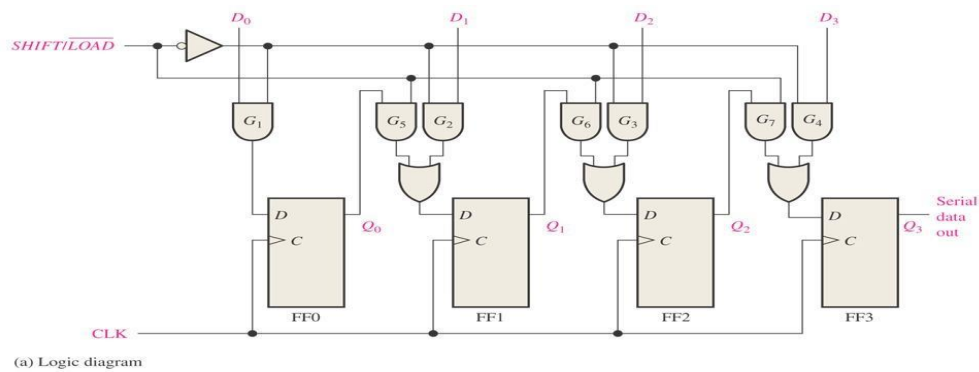 D0 D1 D2 D3
SHIFT/LOAD
G1 G5 G2 G6 G3 G7 G4
Serial
data
out
D Q0 D Q1 D Q2 D Q3
C C C C
FF0 FF1 FF2 FF3
CLK
(a) Logic diagram